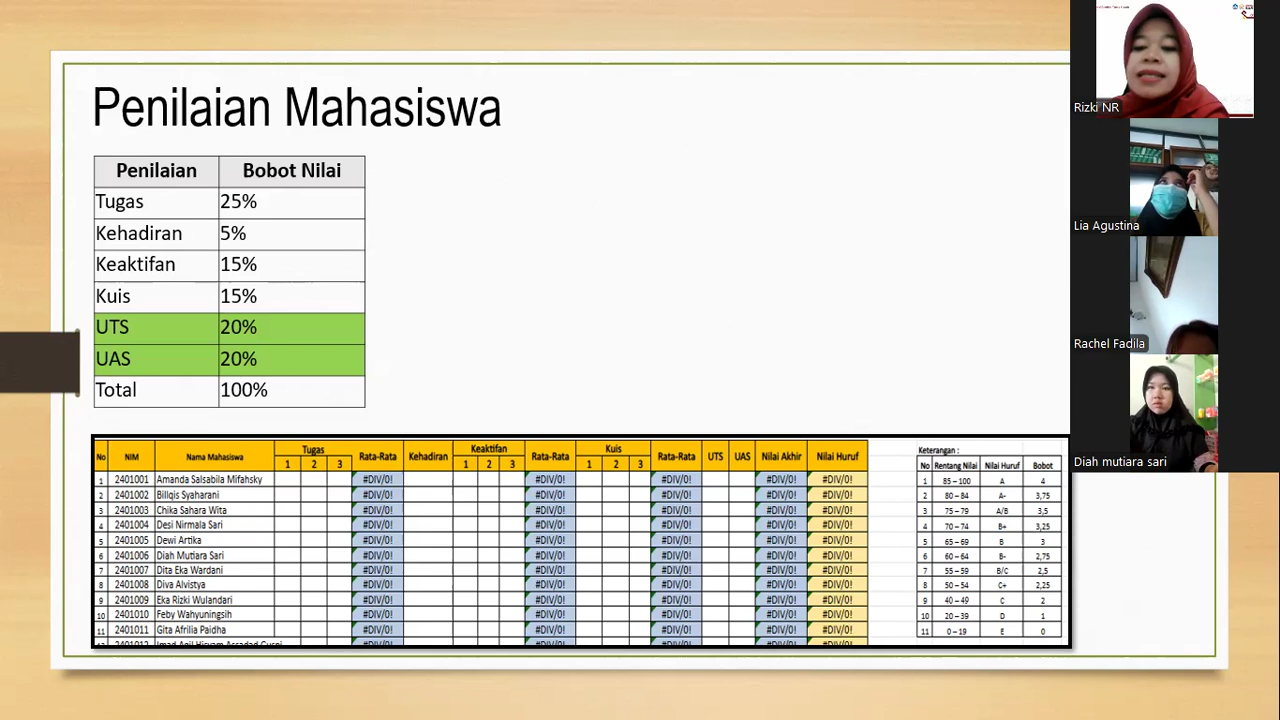 Penilaian Mahasiswa
Penilaian Bobot Nilai
Tugas 25%
Kehadiran 5%
Keaktifan 15%
Kuis 15%
UTS 20%
UAS 20%
Total 100%
No NIM Nama Mahasiswa Tugas Rata-Rata Kehadiran Keaktifan Rata-Rata Kuis Rata-Rata UTS UAS Nilai Akhir Nilai Huruf
1 2 3 1 2 3 1 2 3
1 2401001 Amanda Salsabila Mifahsky #DIV/0! #DIV/0! #DIV/0! #DIV/0! #DIV/0!
2 2401002 Billqis Syaharani #DIV/0! #DIV/0! #DIV/0! #DIV/0! #DIV/0!
3 2401003 Chika Sahara Wita #DIV/0! #DIV/0! #DIV/0! #DIV/0! #DIV/0!
4 2401004 Desi Nirmala Sari #DIV/0! #DIV/0! #DIV/0! #DIV/0! #DIV/0!
5 2401005 Dewi Artika #DIV/0! #DIV/0! #DIV/0! #DIV/0! #DIV/0!
6 2401006 Diah Mutiara Sari #DIV/0! #DIV/0! #DIV/0! #DIV/0! #DIV/0!
7 2401007 Dita Eka Wardani #DIV/0! #DIV/0! #DIV/0! #DIV/0! #DIV/0!
8 2401008 Diva Alvistya #DIV/0! #DIV/0! #DIV/0! #DIV/0! #DIV/0!
9 2401009 Eka Rizki Wulandari #DIV/0! #DIV/0! #DIV/0! #DIV/0! #DIV/0!
10 2401010 Feby Wahyuningsih #DIV/0! #DIV/0! #DIV/0! #DIV/0! #DIV/0!
11 2401011 Gita Afrilia Paidha #DIV/0! #DIV/0! #DIV/0! #DIV/0! #DIV/0!
Keterangan :
No Rentang Nilai Nilai Huruf Bobot
1 85 – 100 A 4
2 80 – 84 A- 3,75
3 75 – 79 A/B 3,5
4 70 – 74 B+ 3,25
5 65 – 69 B 3
6 60 – 64 B- 2,75
7 55 – 59 B/C 2,5
8 50 – 54 C+ 2,25
9 40 – 49 C 2
10 20 – 39 D 1
11 0 – 19 E 0
Rizki NR
Lia Agustina
Rachel Fadila
Diah mutiara sari